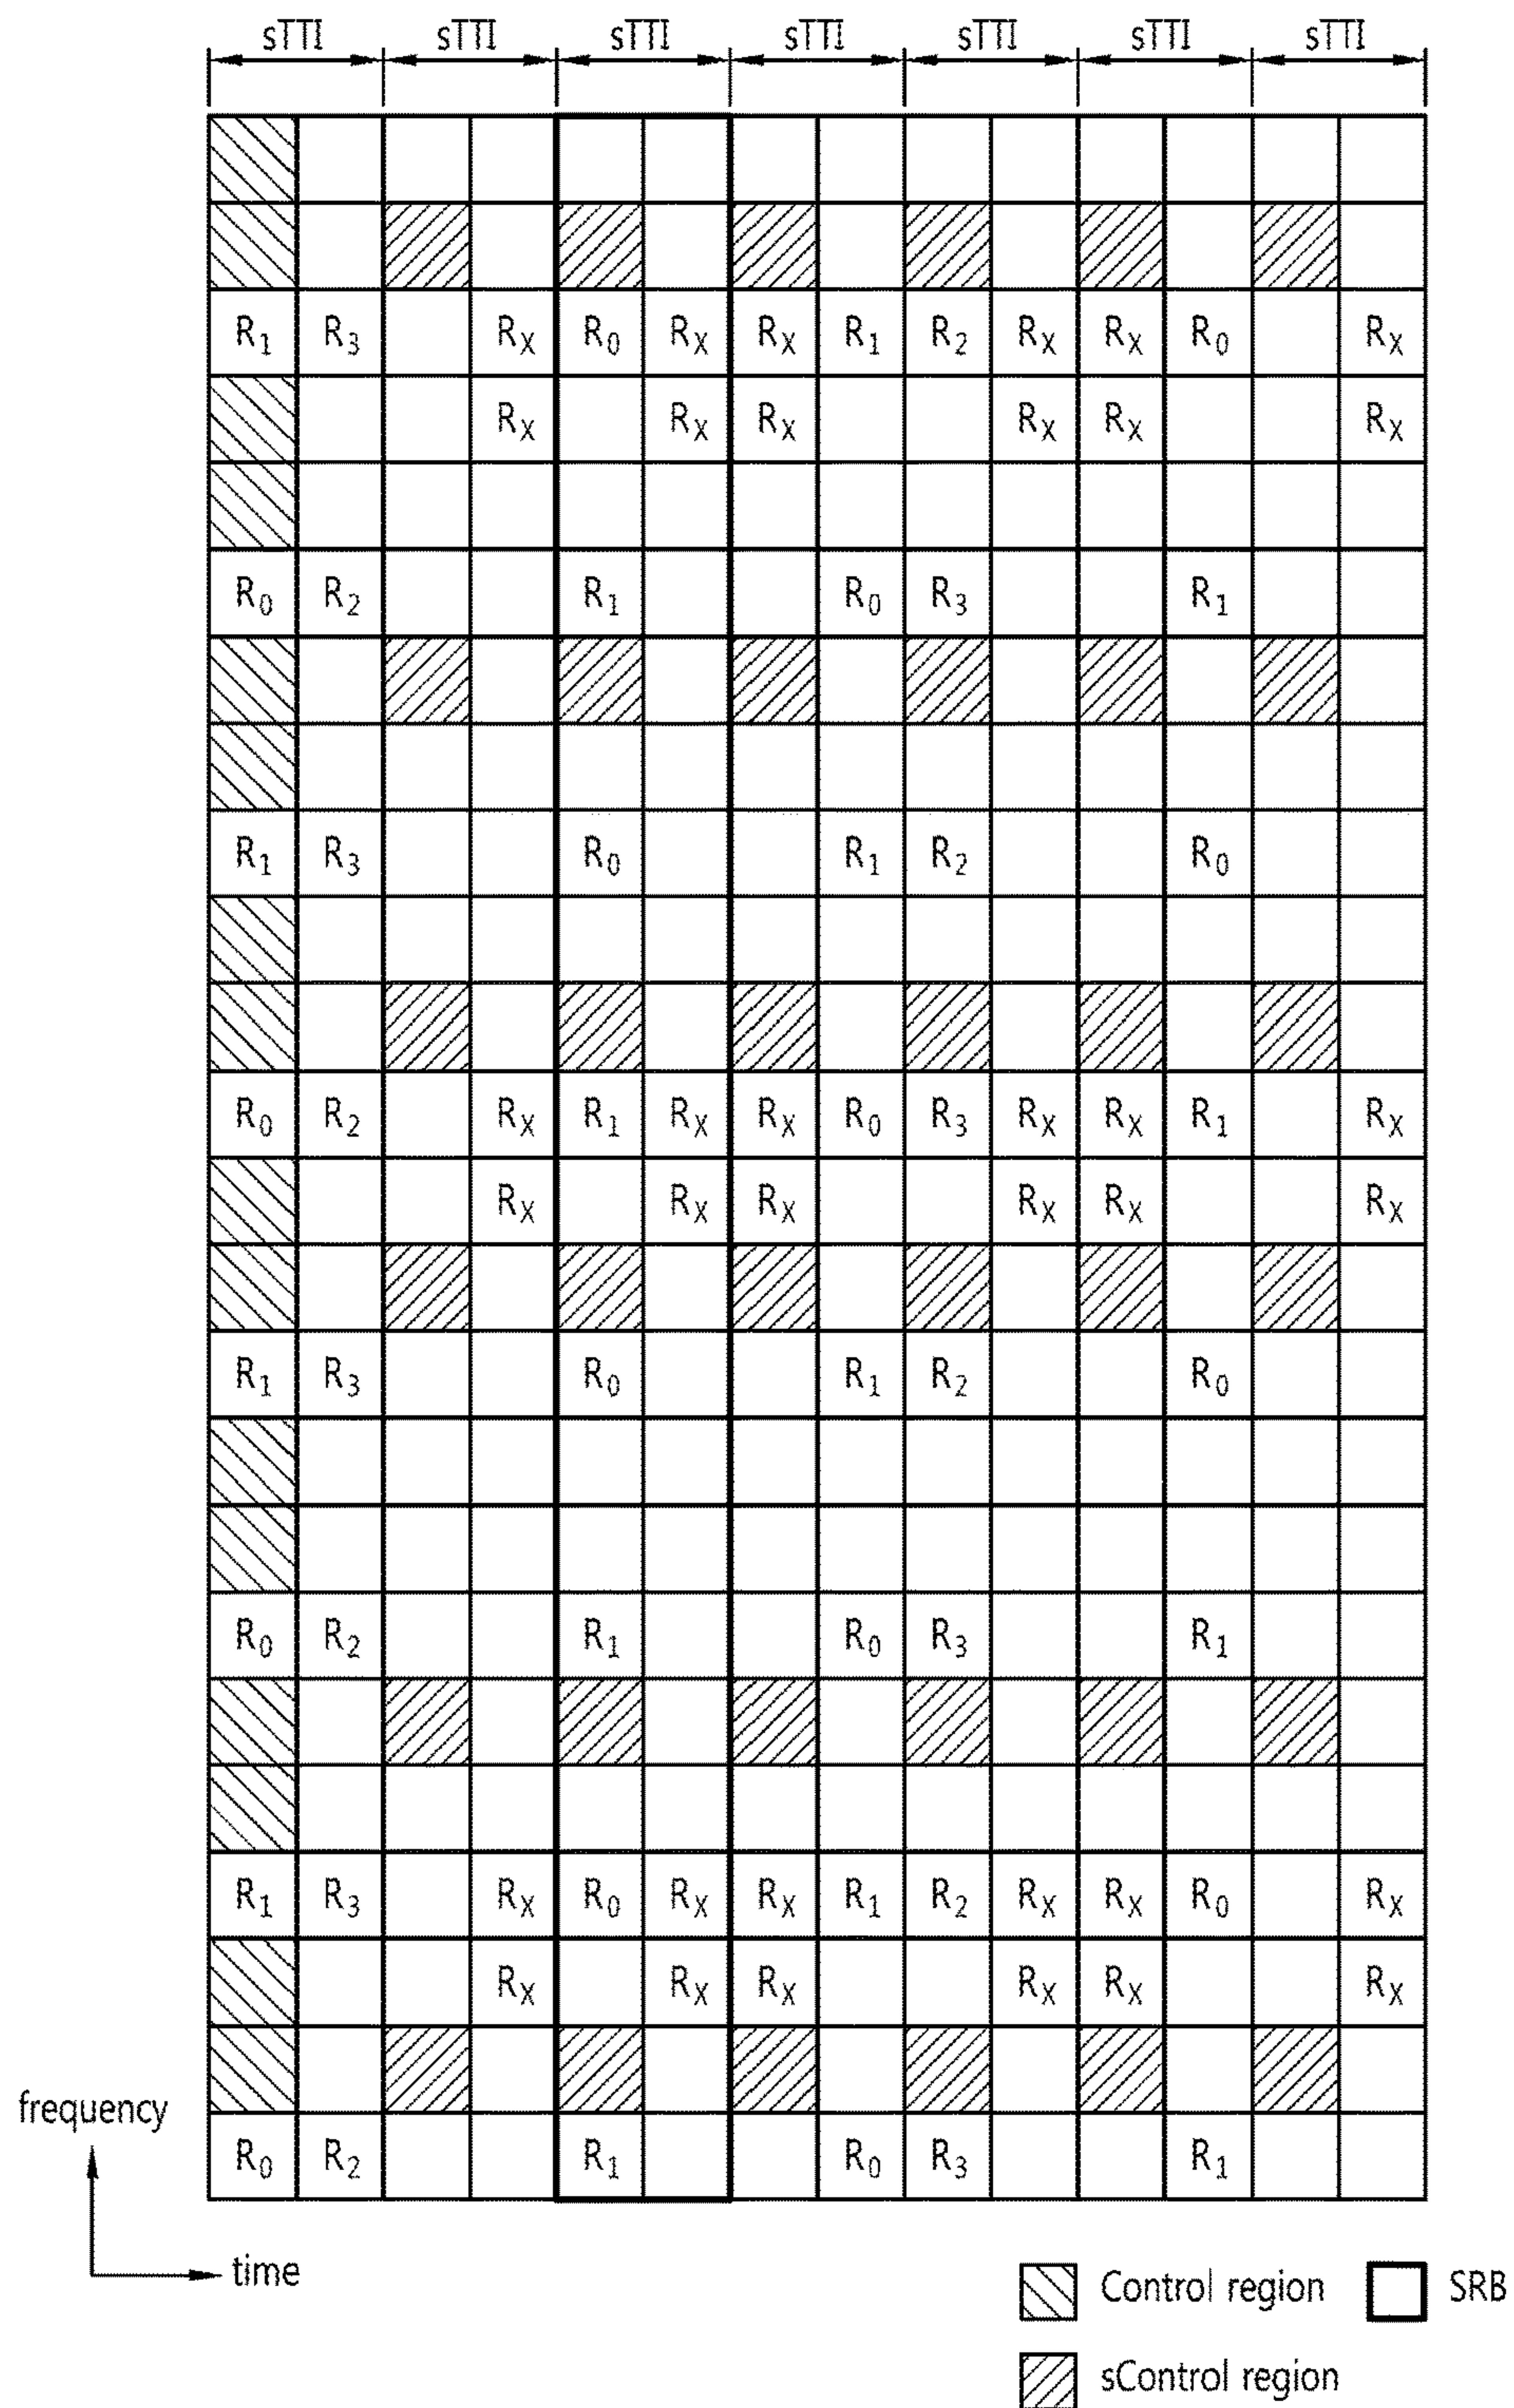 sTTI sTTI sTTI sTTI sTTI sTTI sTTI
R1 R3 RX R0 RX RX R1 R2 RX RX R0 RX
RX RX RX RX RX RX
R0 R2 R1 R0 R3 R1
R1 R3 R0 R1 R2 R0
R0 R2 RX R1 RX RX R0 R3 RX RX R1 RX
RX RX RX RX RX RX
R1 R3 R0 R1 R2 R0
R0 R2 R1 R0 R3 R1
R1 R3 RX R0 RX RX R1 R2 RX RX R0 RX
RX RX RX RX RX RX
R0 R2 R1 R0 R3 R1
frequency
time
Control region SRB
sControl region